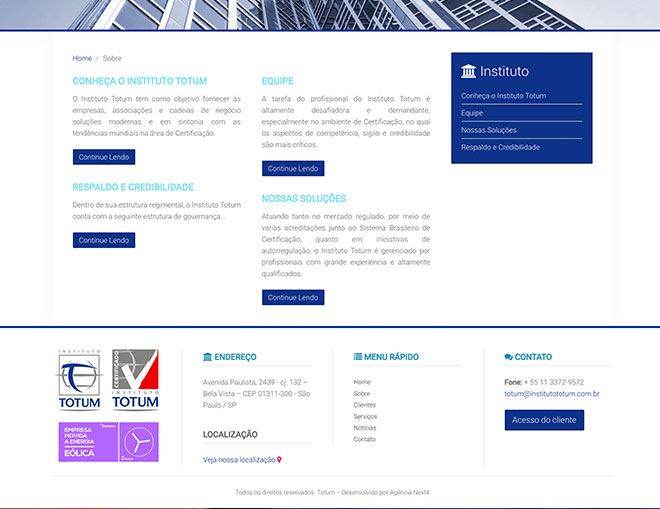 Home > Sobre
CONHEÇA O INSTITUTO TOTUM
O Instituto Totum tem como objetivo fornecer às
empresas, associações e cadeias de negócio
soluções modernas e em sintonia com as
tendências mundiais na área de Certificação.
Continue Lendo
RESPALDO E CREDIBILIDADE
Dentro de sua estrutura regimental, o Instituto Totum
conta com a seguinte estrutura de governança...
Continue Lendo
EQUIPE
A tarefa do profissional do Instituto Totum é
altamente desafiadora e demandante,
especialmente no ambiente de Certificação, no qual
os aspectos de competência, sigilo e credibilidade
são mais críticos.
Continue Lendo
NOSSAS SOLUÇÕES
Atuando tanto no mercado regulado, por meio de
várias acreditações junto ao Sistema Brasileiro de
Certificação, quanto em iniciativas de
autorregulação, o Instituto Totum é gerenciado por
profissionais com grande experiência e altamente
qualificados.
Continue Lendo
Instituto
Conheça o Instituto Totum
Equipe
Nossas Soluções
Respaldo e Credibilidade
INSTITUTO
TOTUM
CERTIFICADO
INSTITUTO
TOTUM
EMPRESA
MOVIDA
A ENERGIA
EÓLICA
ENDEREÇO
Avenida Paulista, 2439 - cj. 132 –
Bela Vista – CEP 01311-300 - São
Paulo / SP
LOCALIZAÇÃO
Veja nossa localização
MENU RÁPIDO
Home
Sobre
Clientes
Serviços
Notícias
Contato
CONTATO
Fone: + 55 11 3372-9572
totum@institutototum.com.br
Acesso do cliente
Todos os direitos reservados. Totum – Desenvolvido por Agência Next4